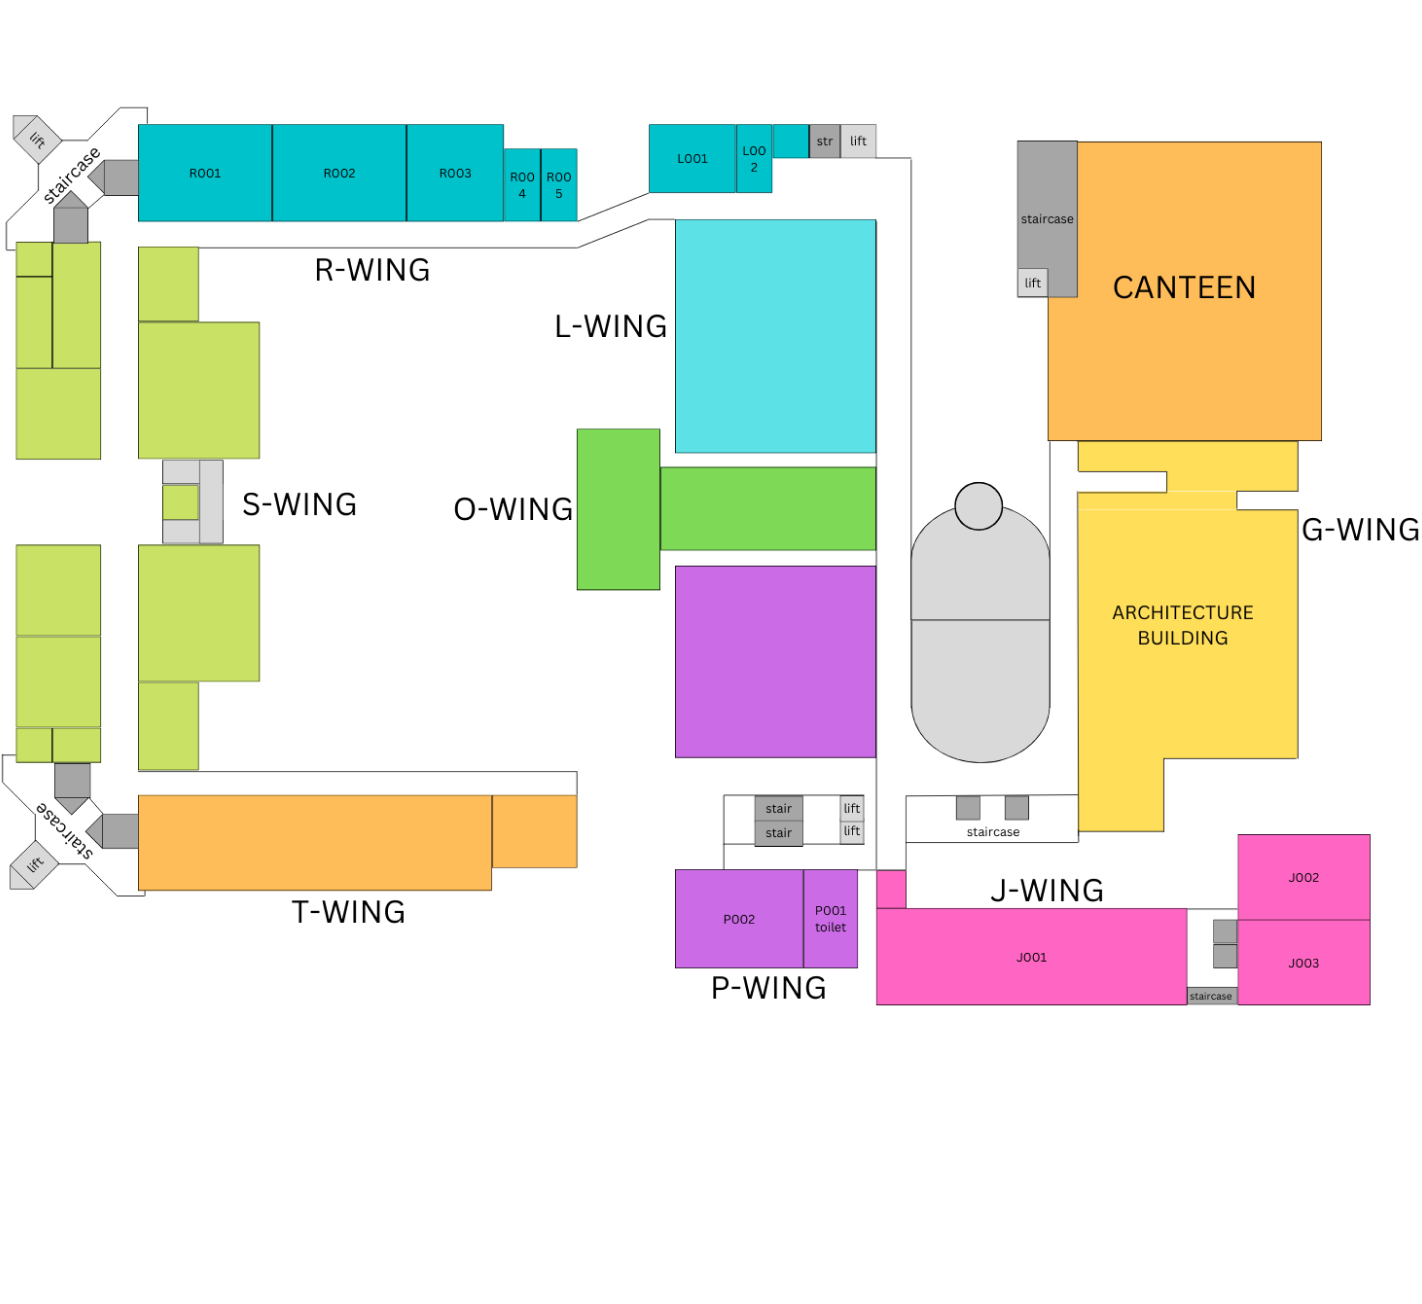 lift
staircase
R001
R002
R003
R00
4
R00
5
L001
L00
2
str
lift
staircase
lift
CANTEEN
R-WING
L-WING
S-WING
O-WING
G-WING
ARCHITECTURE
BUILDING
staircase
lift
T-WING
stair
stair
lift
lift
staircase
P002
P001
toilet
P-WING
J-WING
J001
J002
J003
staircase